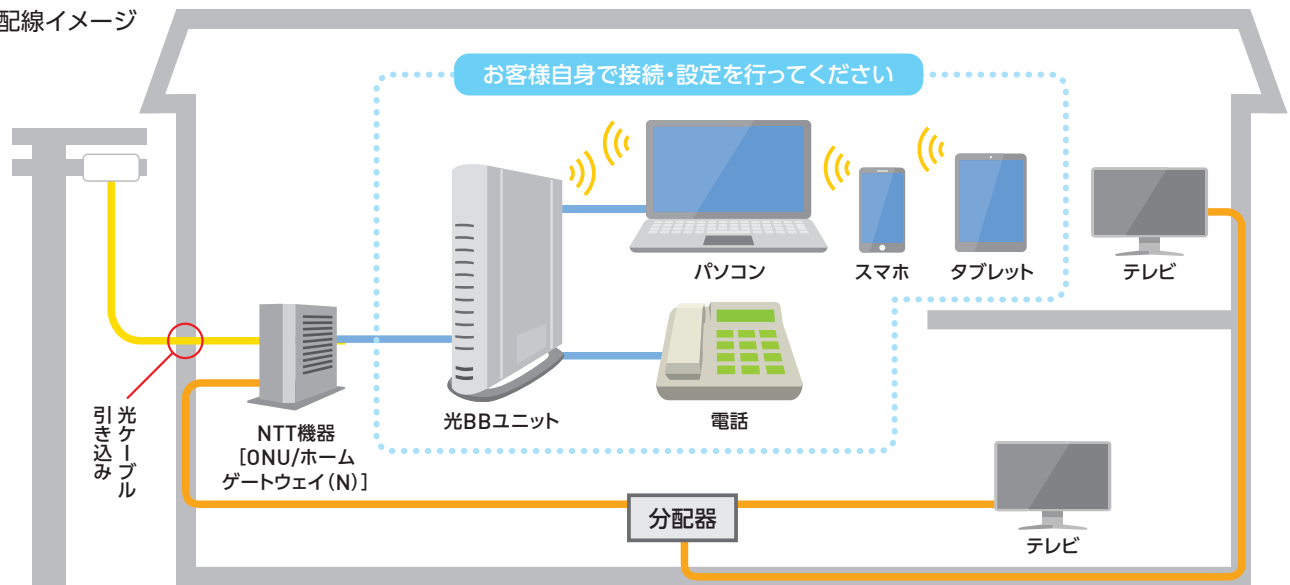 配線イメージ
お客様自身で接続・設定を行ってください
パソコン
スマホ
タブレット
テレビ
光ケーブル
引き込み
NTT機器
[ONU/ホーム
ゲートウェイ(N)]
光BBユニット
電話
分配器
テレビ